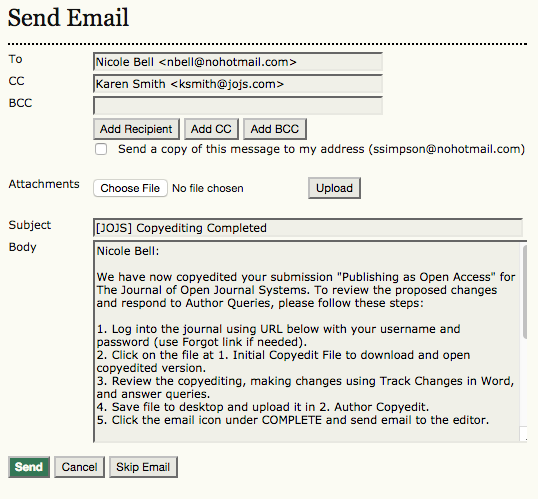 Send Email
To
Nicole Bell <nbell@nohotmail.com>
CC
Karen Smith <ksmith@jojs.com>
BCC
Add Recipient Add CC Add BCC
Send a copy of this message to my address (ssimpson@nohotmail.com)
Attachments Choose File No file chosen Upload
Subject [JOJS] Copyediting Completed
Body
Nicole Bell:
We have now copyedited your submission "Publishing as Open Access" for
The Journal of Open Journal Systems. To review the proposed changes
and respond to Author Queries, please follow these steps:
1. Log into the journal using URL below with your username and
password (use Forgot link if needed).
2. Click on the file at 1. Initial Copyedit File to download and open
copyedited version.
3. Review the copyediting, making changes using Track Changes in Word,
and answer queries.
4. Save file to desktop and upload it in 2. Author Copyedit.
5. Click the email icon under COMPLETE and send email to the editor.
Send Cancel Skip Email